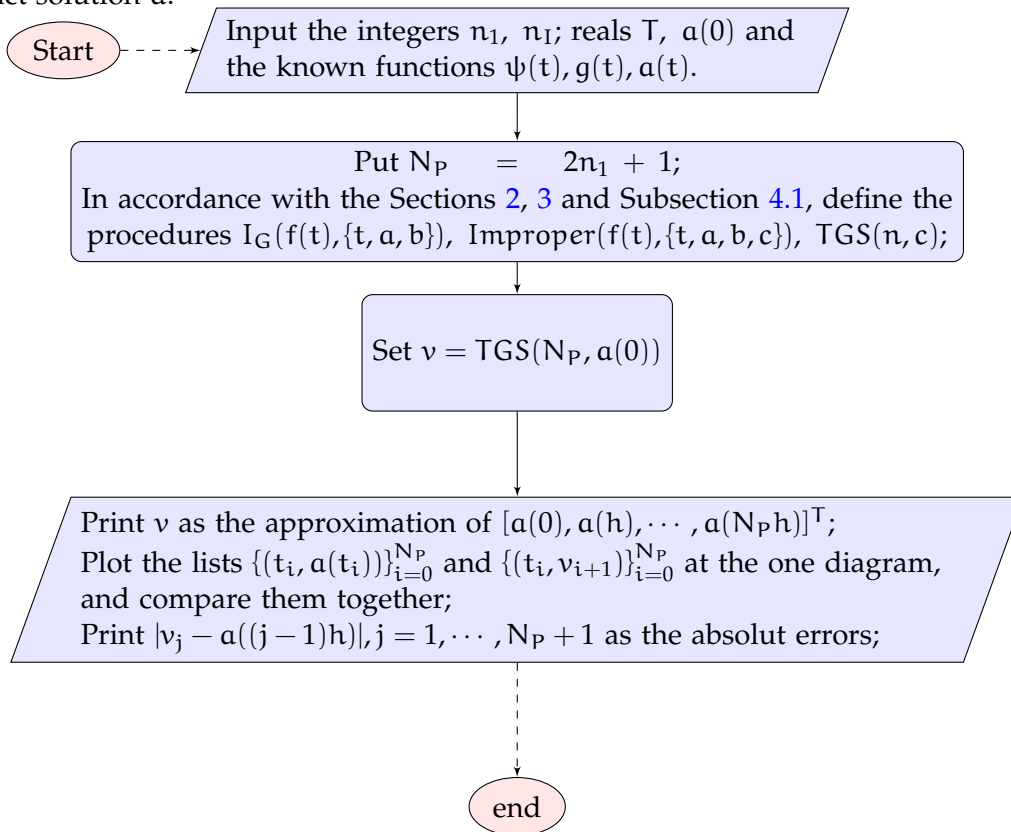 solution
Start
Input the integers n₁, n_I; reals T, a(0) and
the known functions ψ(t), g(t), a(t).
Put N_P = 2n₁ + 1;
In accordance with the Sections 2, 3 and Subsection 4.1, define the
procedures I_G(f(t), {t, a, b}), Improper(f(t), {t, a, b, c}), TGS(n, c);
Set v = TGS(N_P, a(0))
Print v as the approximation of [a(0), a(h), ⋯ , a(N_P h)]ᵀ;
Plot the lists {(t_i, a(t_i))}_{i=0}^{N_P} and {(t_i, v_{i+1})}_{i=0}^{N_P} at the one diagram,
and compare them together;
Print |v_j − a((j − 1)h)|, j = 1, ⋯ , N_P + 1 as the absolut errors;
end